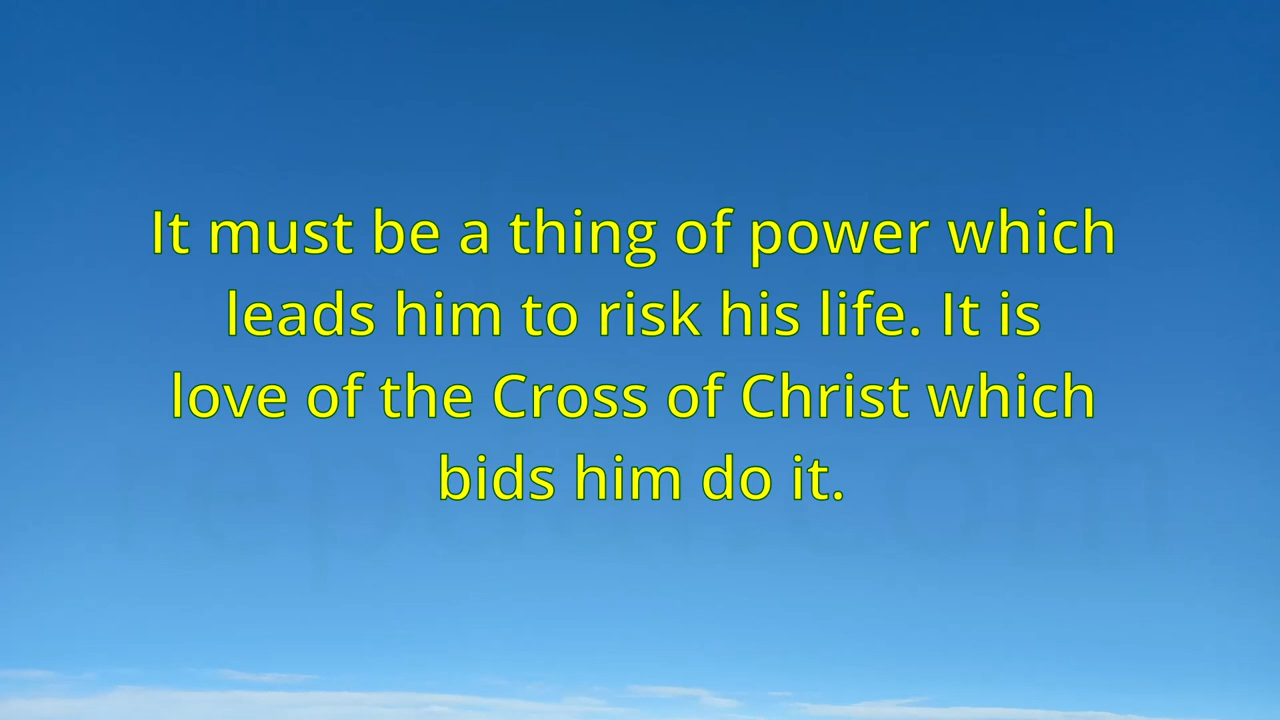 It must be a thing of power which
leads him to risk his life. It is
love of the Cross of Christ which
bids him do it.